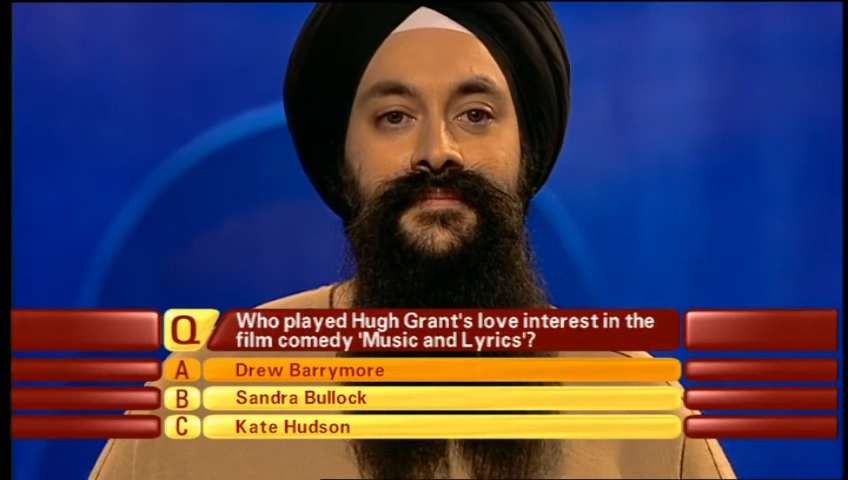 Q Who played Hugh Grant's love interest in the
film comedy 'Music and Lyrics'?
A Drew Barrymore
B Sandra Bullock
C Kate Hudson